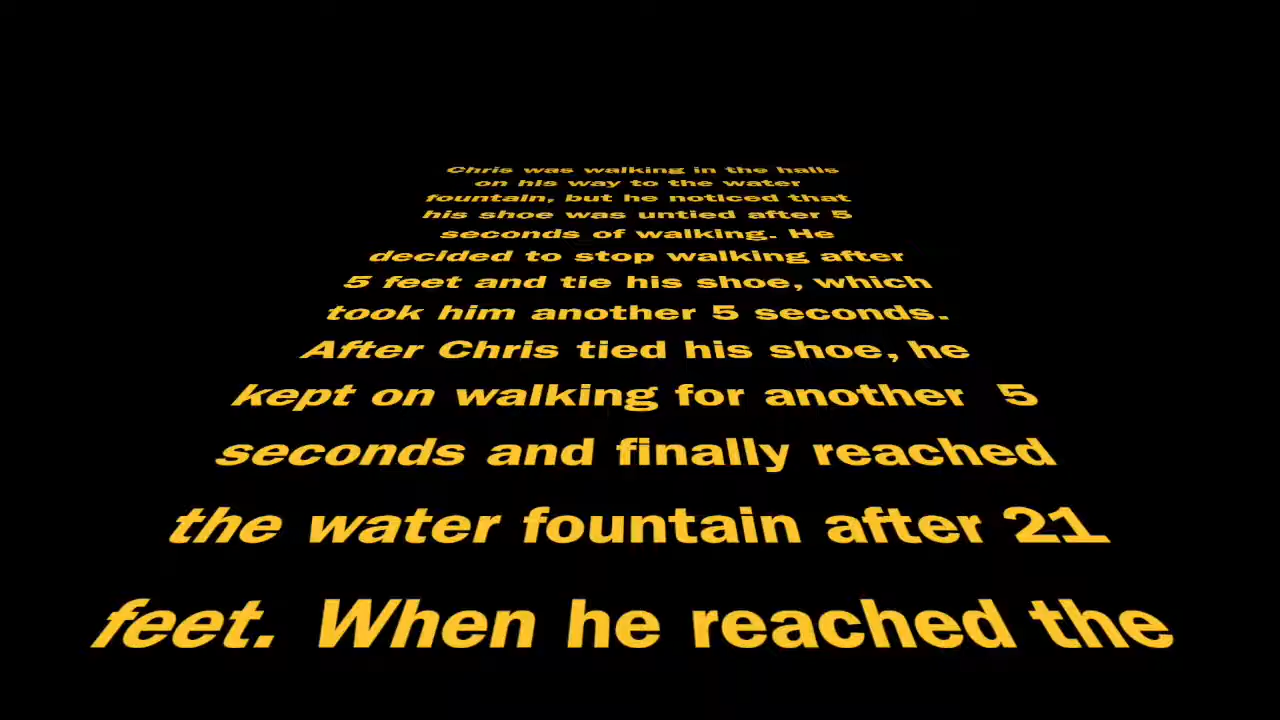 Chris was walking in the halls
on his way to the water
fountain, but he noticed that
his shoe was untied after 5
seconds of walking. He
decided to stop walking after
5 feet and tie his shoe, which
took him another 5 seconds.
After Chris tied his shoe, he
kept on walking for another 5
seconds and finally reached
the water fountain after 21
feet. When he reached the